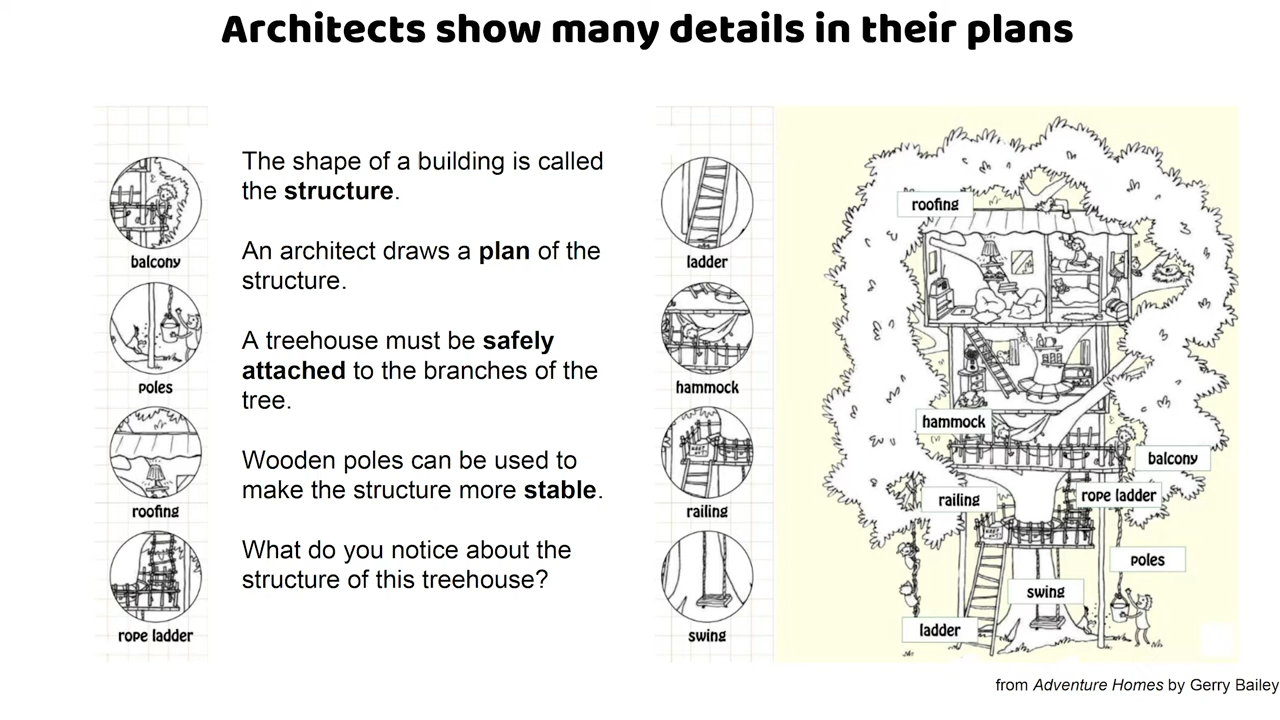 Architects show many details in their plans
balcony
poles
roofing
rope ladder
The shape of a building is called
the structure.
An architect draws a plan of the
structure.
A treehouse must be safely
attached to the branches of the
tree.
Wooden poles can be used to
make the structure more stable.
What do you notice about the
structure of this treehouse?
ladder
hammock
railing
swing
roofing
hammock
balcony
railing
rope ladder
poles
swing
ladder
from Adventure Homes by Gerry Bailey